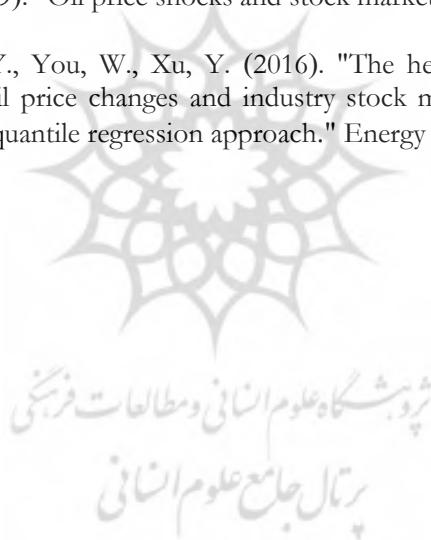 9). "Oil price shocks and stock market
Y., You, W., Xu, Y. (2016). "The he
il price changes and industry stock m
quantile regression approach." Energy
پژوهشگاه علوم انسانی و مطالعات فرهنگی
پرتال جامع علوم انسانی